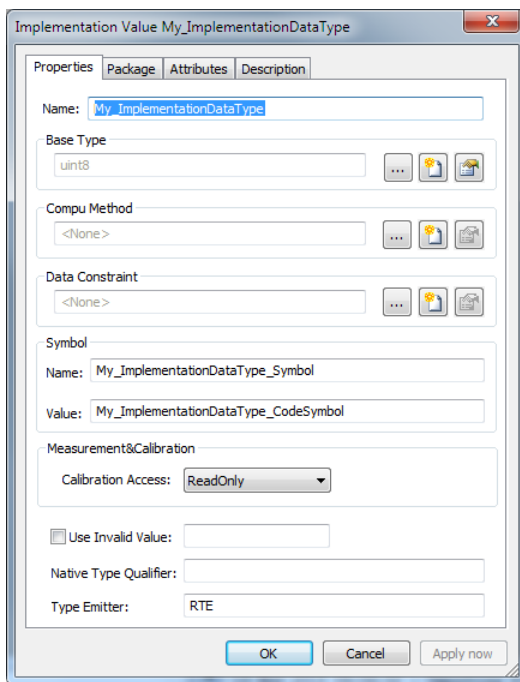 Implementation Value My_ImplementationDataType
Properties Package Attributes Description
Name: My_ImplementationDataType
Base Type
uint8 ...
Compu Method
<None> ...
Data Constraint
<None> ...
Symbol
Name: My_ImplementationDataType_Symbol
Value: My_ImplementationDataType_CodeSymbol
Measurement&Calibration
Calibration Access: ReadOnly
Use Invalid Value:
Native Type Qualifier:
Type Emitter: RTE
OK Cancel Apply now